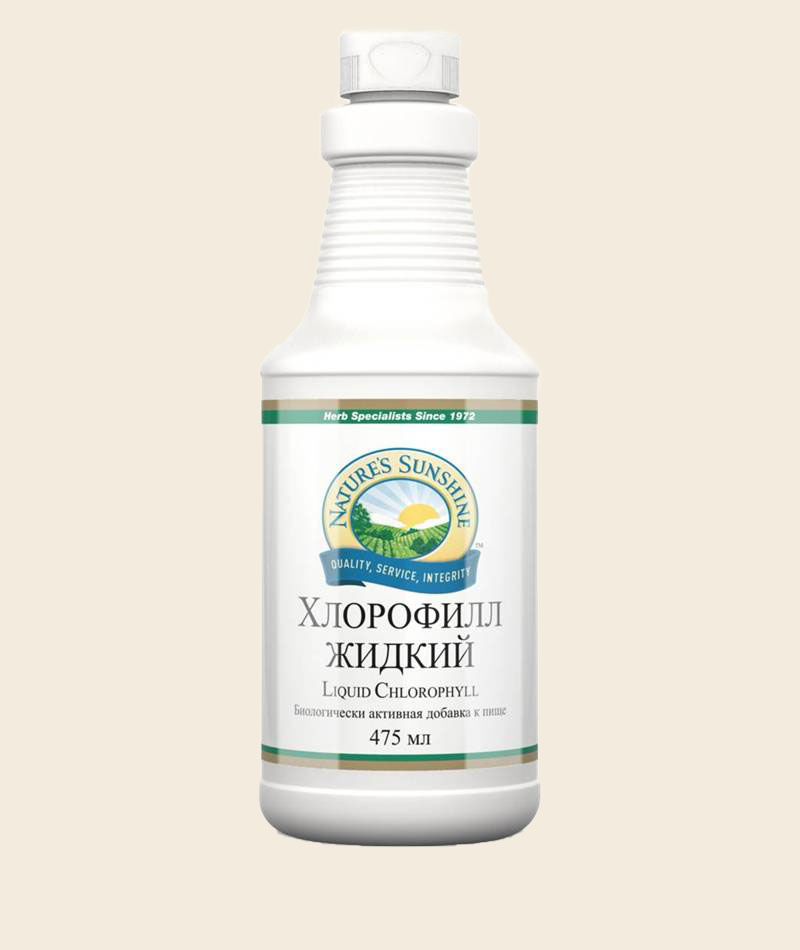 Herb Specialists Since 1972
NATURE'S SUNSHINE
™
QUALITY, SERVICE, INTEGRITY
ХЛОРОФИЛЛ
ЖИДКИЙ
LIQUID CHLOROPHYLL
Биологически активная добавка к пище
475 мл